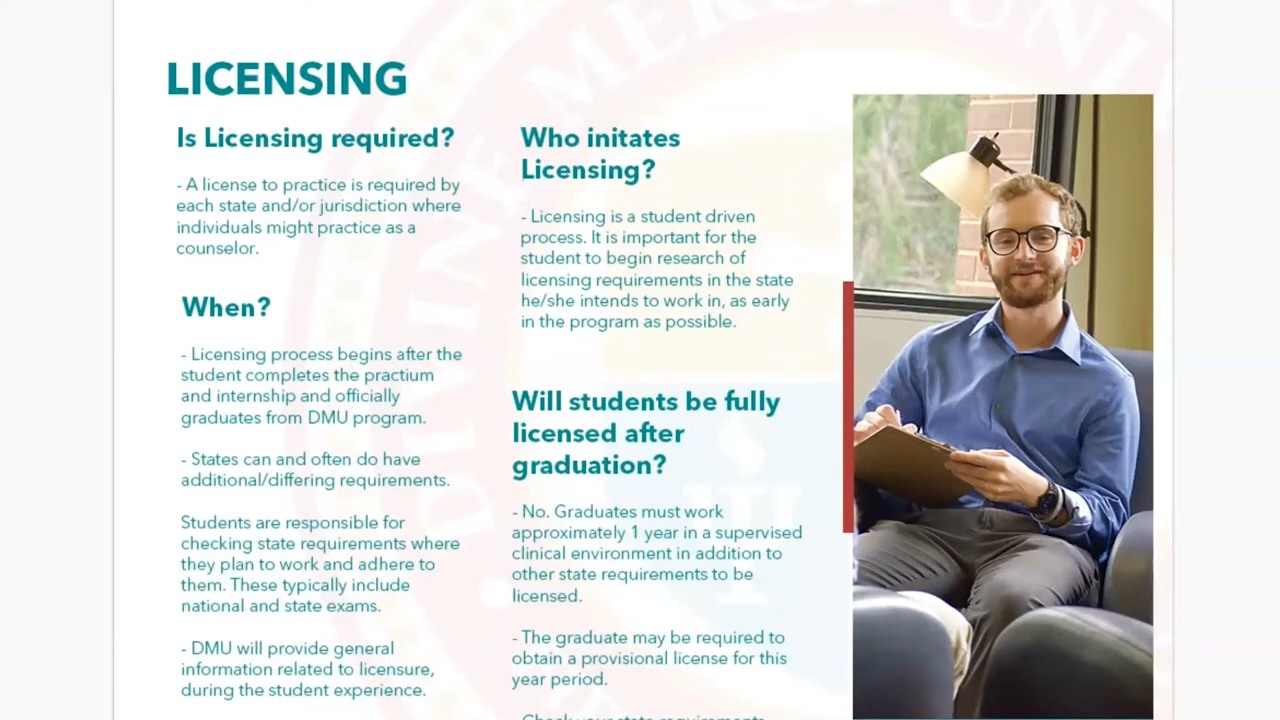 LICENSING
Is Licensing required?
- A license to practice is required by
each state and/or jurisdiction where
individuals might practice as a
counselor.
When?
- Licensing process begins after the
student completes the practium
and internship and officially
graduates from DMU program.
- States can and often do have
additional/differing requirements.
Students are responsible for
checking state requirements where
they plan to work and adhere to
them. These typically include
national and state exams.
- DMU will provide general
information related to licensure,
during the student experience.
Who initates
Licensing?
- Licensing is a student driven
process. It is important for the
student to begin research of
licensing requirements in the state
he/she intends to work in, as early
in the program as possible.
Will students be fully
licensed after
graduation?
- No. Graduates must work
approximately 1 year in a supervised
clinical environment in addition to
other state requirements to be
licensed.
- The graduate may be required to
obtain a provisional license for this
year period.
- Check your state requirements